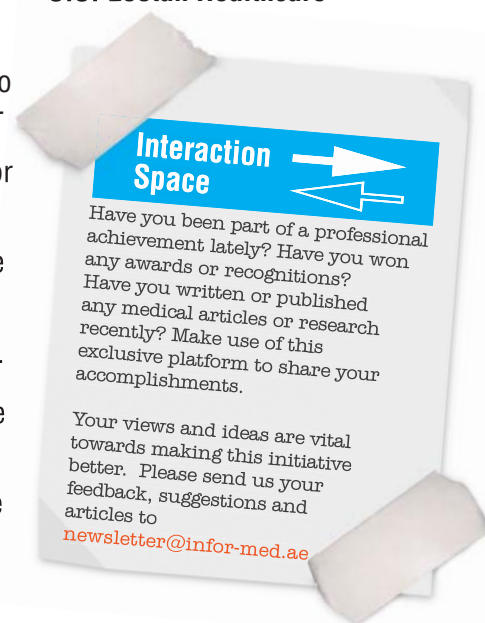 Interaction
Space
Have you been part of a professional
achievement lately? Have you won
any awards or recognitions?
Have you written or published
any medical articles or research
recently? Make use of this
exclusive platform to share your
accomplishments.
Your views and ideas are vital
towards making this initiative
better.  Please send us your
feedback, suggestions and
articles to
newsletter@infor-med.ae